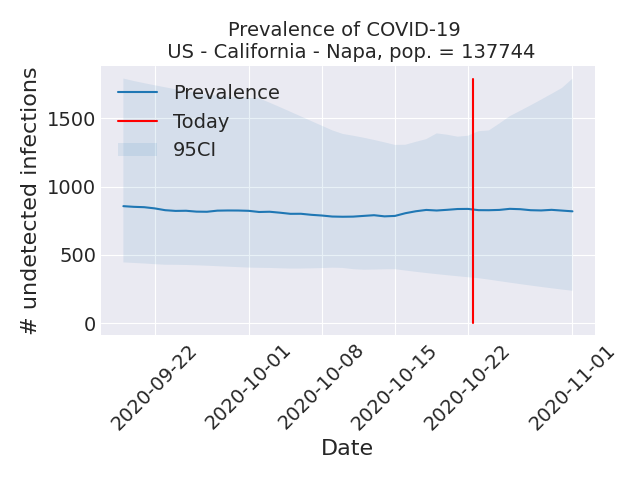 Prevalence of COVID-19
US - California - Napa, pop. = 137744
# undetected infections
1500
1000
500
0
Prevalence
Today
95CI
2020-09-22
2020-10-01
2020-10-08
2020-10-15
2020-10-22
2020-11-01
Date